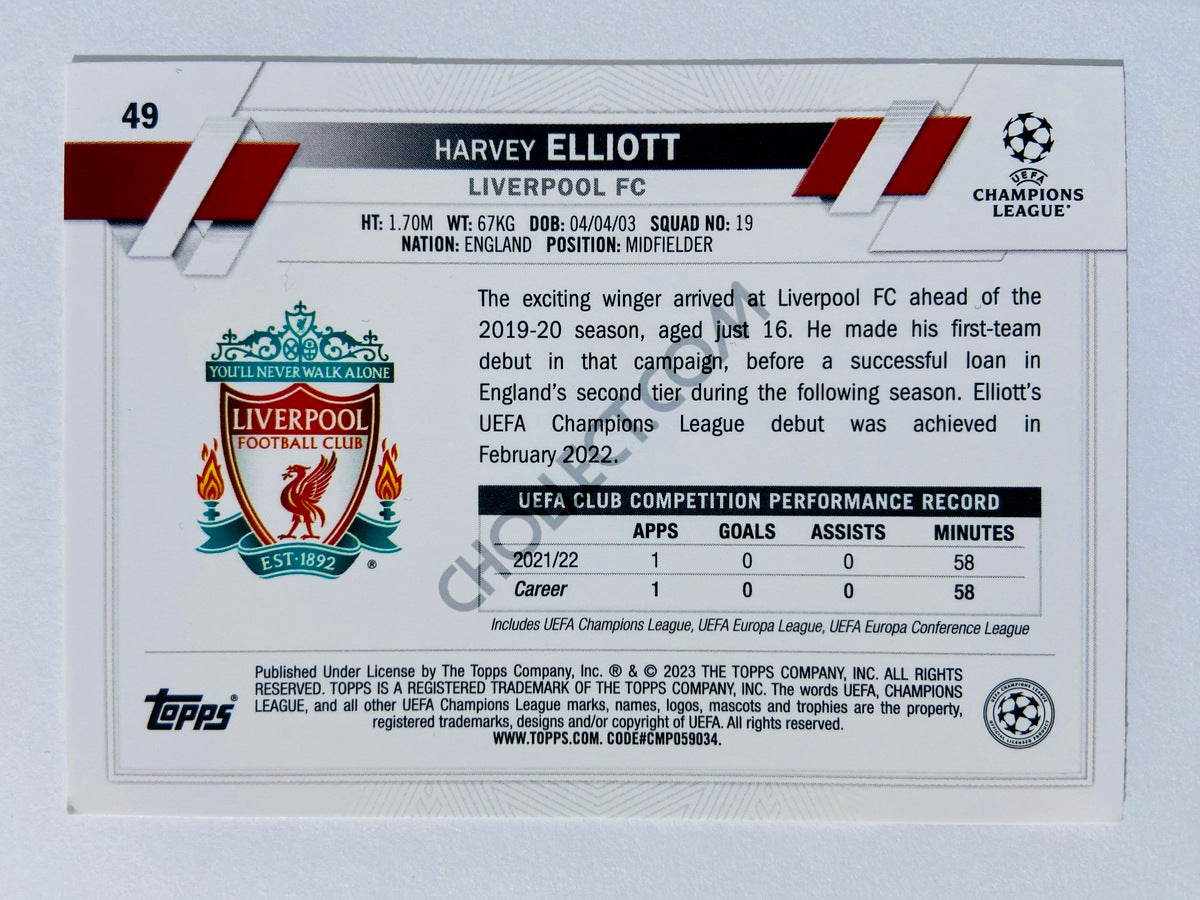 49
HARVEY ELLIOTT
LIVERPOOL FC
HT: 1.70M WT: 67KG DOB: 04/04/03 SQUAD NO: 19
NATION: ENGLAND POSITION: MIDFIELDER
UEFA
CHAMPIONS
LEAGUE®
YOU'LL NEVER WALK ALONE
LIVERPOOL
FOOTBALL CLUB
EST·1892
®
The exciting winger arrived at Liverpool FC ahead of the
2019-20 season, aged just 16. He made his first-team
debut in that campaign, before a successful loan in
England's second tier during the following season. Elliott's
UEFA Champions League debut was achieved in
February 2022.
CHOLLECT.COM
UEFA CLUB COMPETITION PERFORMANCE RECORD
APPS GOALS ASSISTS MINUTES
2021/22 1 0 0 58
Career 1 0 0 58
Includes UEFA Champions League, UEFA Europa League, UEFA Europa Conference League
Topps®
Published Under License by The Topps Company, Inc. ® & © 2023 THE TOPPS COMPANY, INC. ALL RIGHTS
RESERVED. TOPPS IS A REGISTERED TRADEMARK OF THE TOPPS COMPANY, INC. The words UEFA, CHAMPIONS
LEAGUE, and all other UEFA Champions League marks, names, logos, mascots and trophies are the property,
registered trademarks, designs and/or copyright of UEFA. All rights reserved.
WWW.TOPPS.COM. CODE#CMP059034.
UEFA CHAMPIONS LEAGUE
OFFICIAL LICENSED PRODUCT